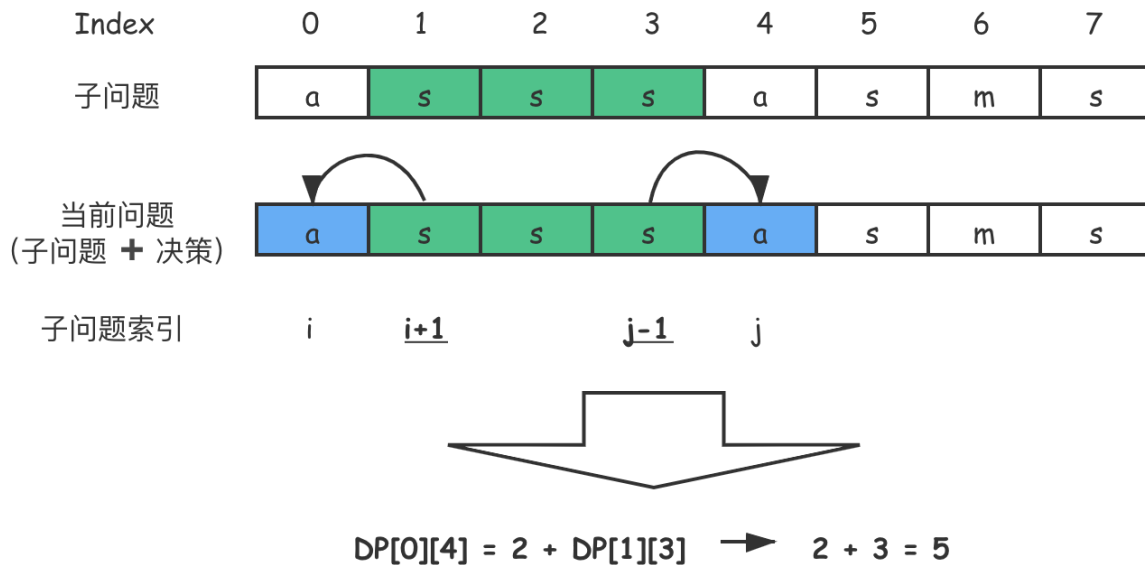 Index 0 1 2 3 4 5 6 7
子问题 a s s s a s m s
当前问题
(子问题 + 决策) a s s s a s m s
子问题索引 i i+1 j-1 j
DP[0][4] = 2 + DP[1][3] → 2 + 3 = 5